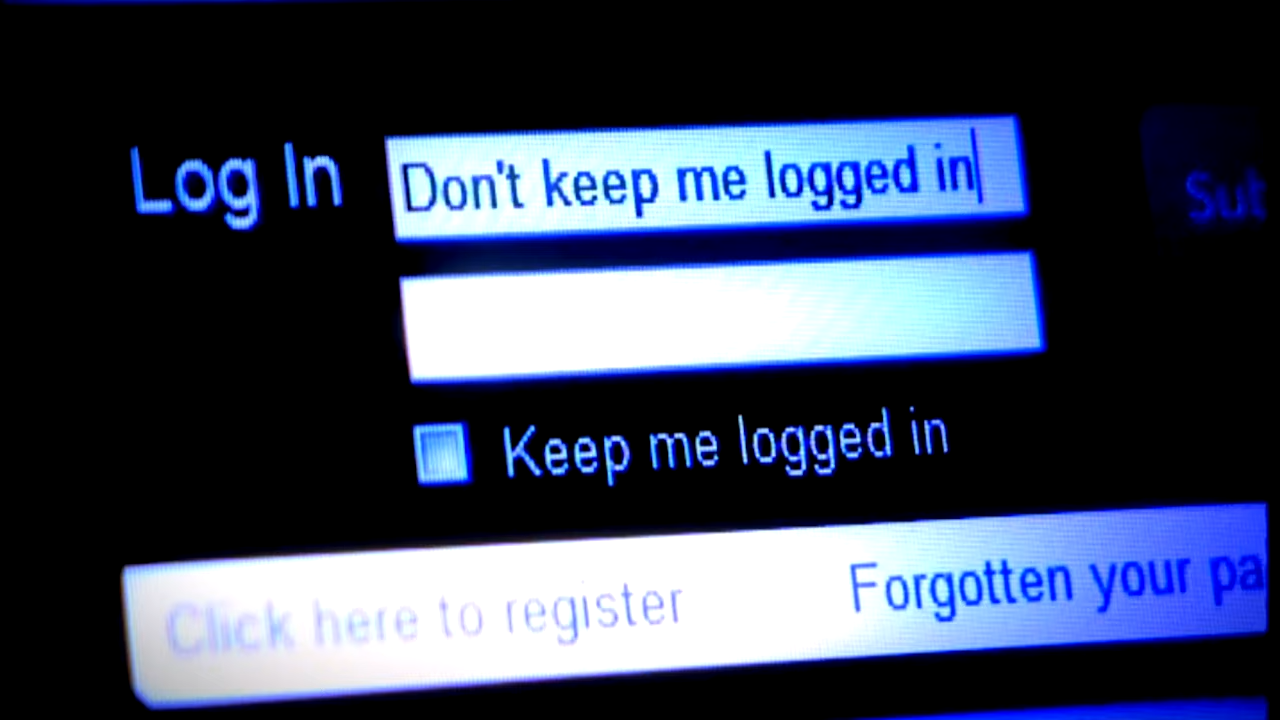 Log In Don't keep me logged in
Keep me logged in
Click here to register Forgotten your